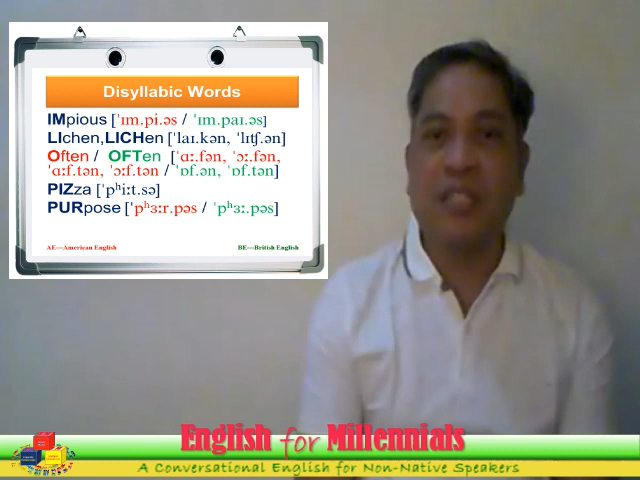 Disyllabic Words
IMpious [ˈɪm.pi.əs / ˈɪm.paɪ.əs]
LIchen,LICHen [ˈlaɪ.kən, ˈlɪʧ.ən]
Often / OFTen [ˈɑː.fən, ˈɔː.fən,
ˈɑːf.tən, ˈɔːf.tən / ˈɒf.ən, ˈɒf.tən]
PIZza [ˈpʰiːt.sə]
PURpose [ˈpʰɜːr.pəs / ˈpʰɜː.pəs]
AE—American English BE—British English
English for Millennials
A Conversational English for Non-Native Speakers